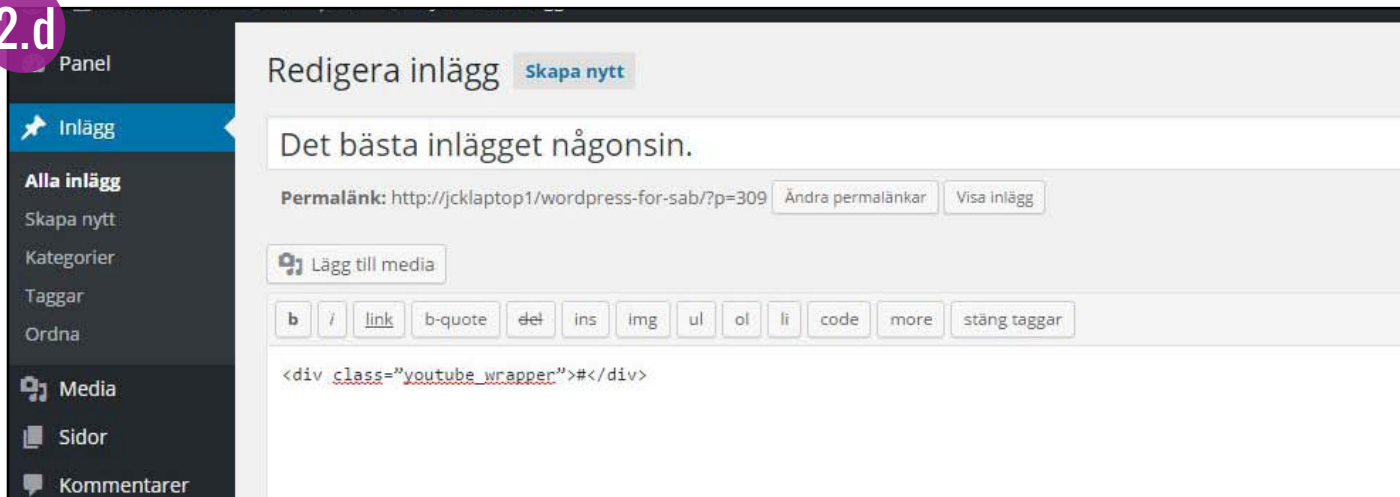 2.d
Panel
Inlägg
Alla inlägg
Skapa nytt
Kategorier
Taggar
Ordna
Media
Sidor
Kommentarer
Redigera inlägg Skapa nytt
Det bästa inlägget någonsin.
Permalänk: http://jcklaptop1/wordpress-for-sab/?p=309 Ändra permalänkar Visa inlägg
Lägg till media
b i link b-quote del ins img ul ol li code more stäng taggar
<div class=”youtube_wrapper”>#</div>